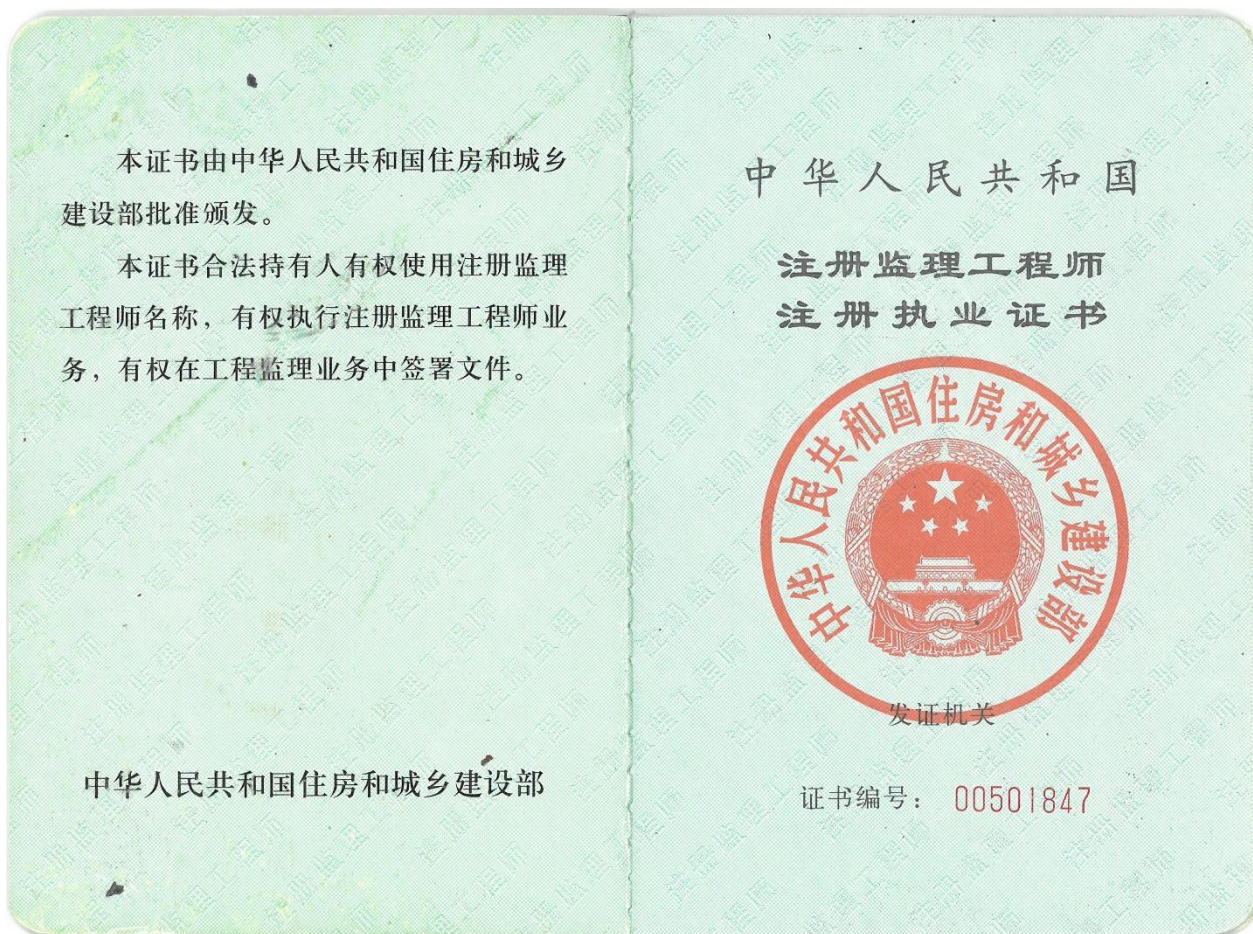 本证书由中华人民共和国住房和城乡
建设部批准颁发。
本证书合法持有人有权使用注册监理
工程师名称，有权执行注册监理工程师业
务，有权在工程监理业务中签署文件。
中华人民共和国住房和城乡建设部
中华人民共和国
注册监理工程师
注册执业证书
中华人民共和国住房和城乡建设部
发证机关
证书编号： 00501847